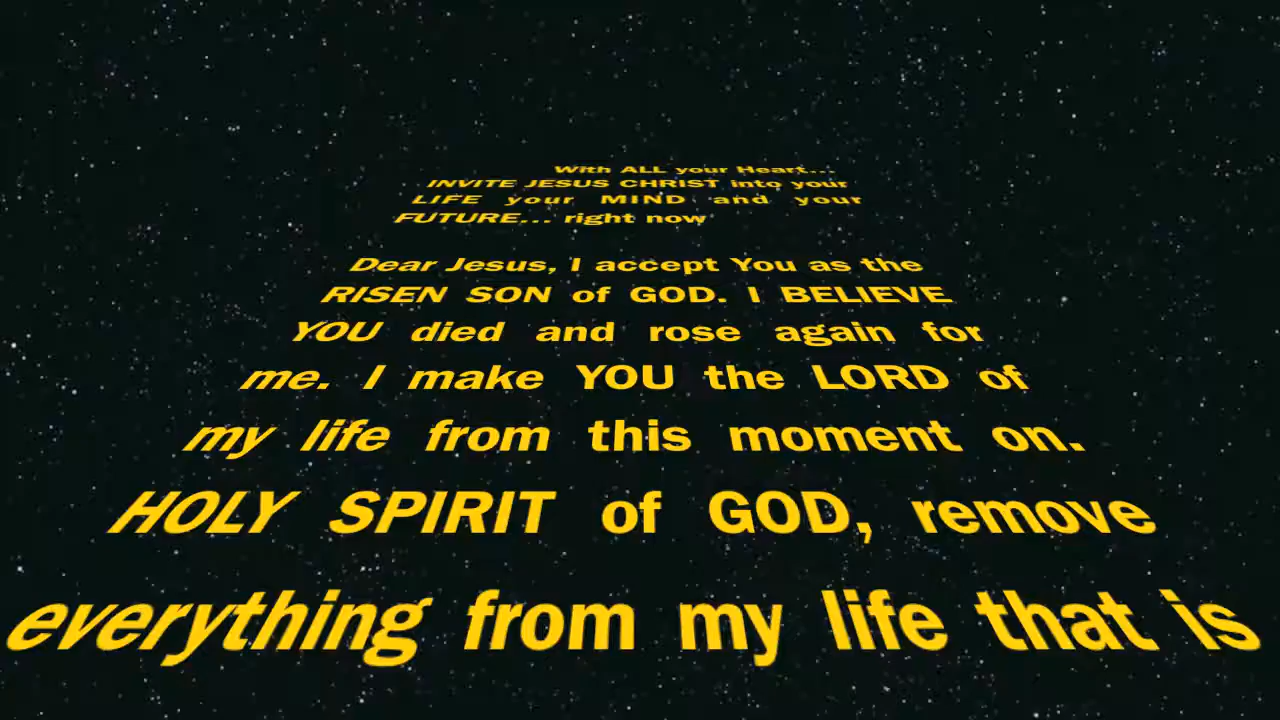 With ALL your Heart...
INVITE JESUS CHRIST into your
LIFE your MIND and your
FUTURE... right now
Dear Jesus, I accept You as the
RISEN SON of GOD. I BELIEVE
YOU died and rose again for
me. I make YOU the LORD of
my life from this moment on.
HOLY SPIRIT of GOD, remove
everything from my life that is